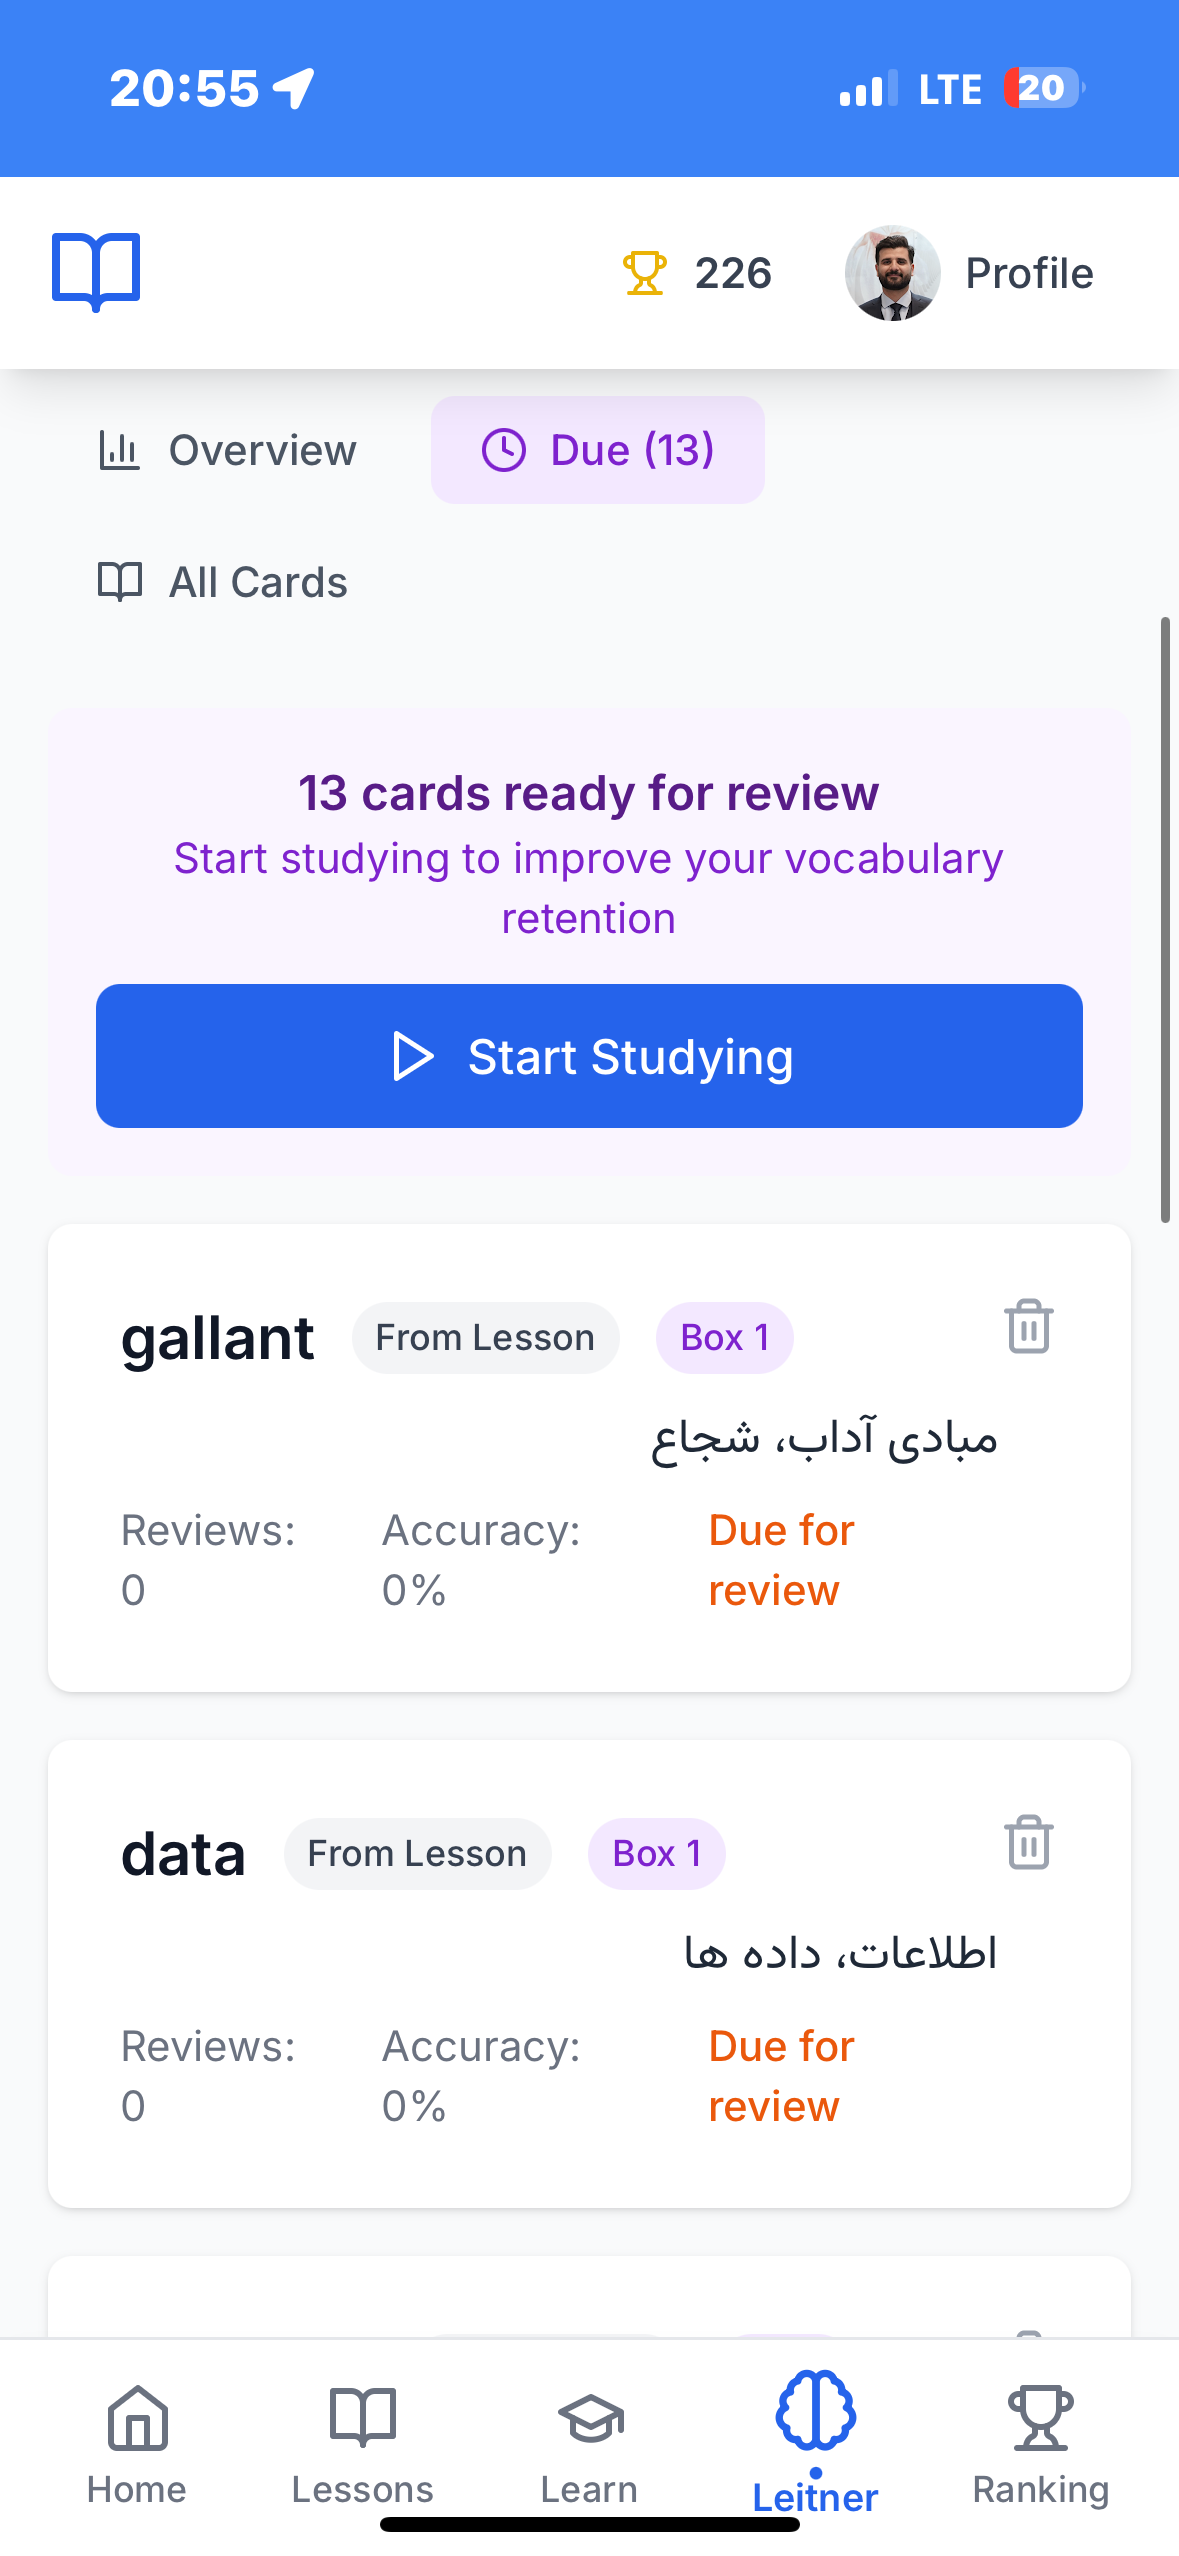 20:55
LTE
20
226
Profile
Overview
Due (13)
All Cards
13 cards ready for review
Start studying to improve your vocabulary
retention
Start Studying
gallant
From Lesson
Box 1
مبادی آداب، شجاع
Reviews:
0
Accuracy:
0%
Due for
review
data
From Lesson
Box 1
اطلاعات، داده ها
Reviews:
0
Accuracy:
0%
Due for
review
Home
Lessons
Learn
Leitner
Ranking